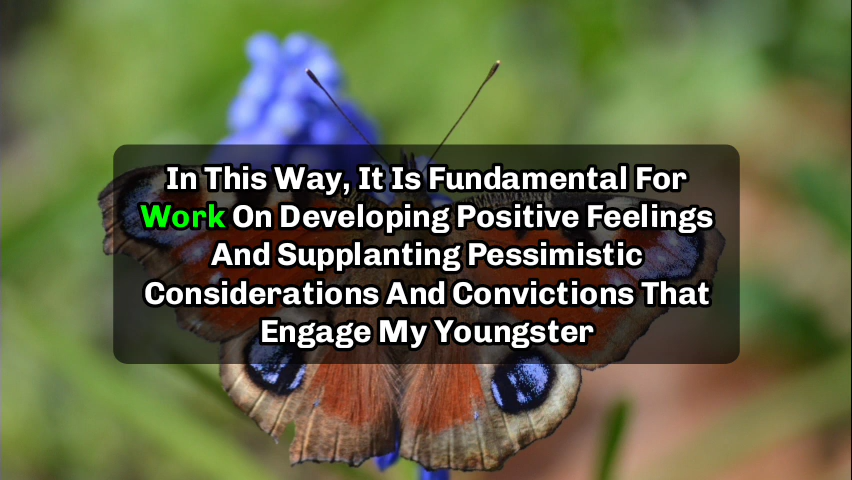 In This Way, It Is Fundamental For
Work On Developing Positive Feelings
And Supplanting Pessimistic
Considerations And Convictions That
Engage My Youngster